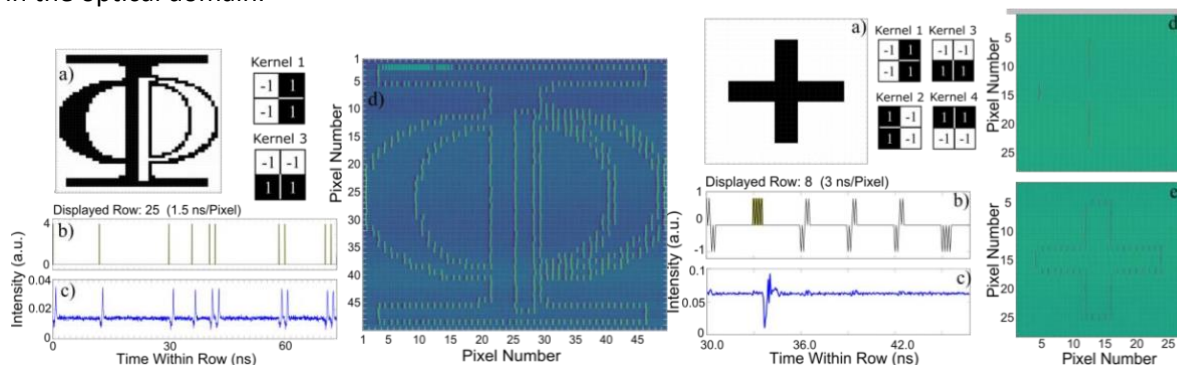 in the optical domain.
a)
Kernel 1
-1 1
-1 1
Kernel 3
-1 -1
1 1
Displayed Row: 25 (1.5 ns/Pixel)
b)
4
0
c)
0.04
0.02
0
Intensity (a.u.)
0 30 60
Time Within Row (ns)
d)
Pixel Number
1
5
10
15
20
25
30
35
40
45
1 5 10 15 20 25 30 35 40 45
Pixel Number
a)
Kernel 1 Kernel 3
-1 1 -1 -1
-1 1 1 1
Kernel 2 Kernel 4
1 -1 1 1
1 -1 -1 -1
Displayed Row: 8 (3 ns/Pixel)
b)
1
0
-1
c)
0.1
0.05
0
Intensity (a.u.)
30.0 36.0 42.0
Time Within Row (ns)
d
Pixel Number
5
10
15
20
25
e
Pixel Number
5
10
15
20
25
5 10 15 20 25
Pixel Number